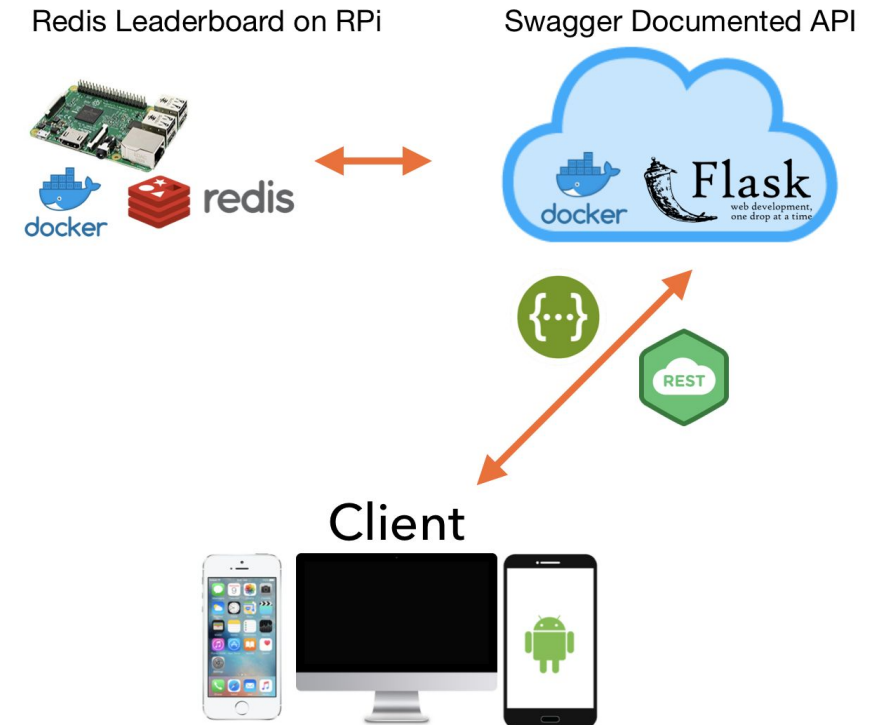 Redis Leaderboard on RPi
Swagger Documented API
docker
redis
docker
Flask
web development,
one drop at a time
{···}
REST
Client